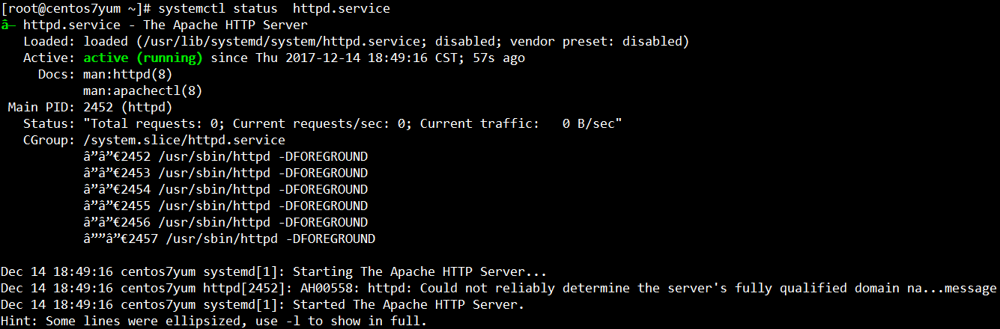 [root@centos7yum ~]# systemctl status  httpd.service
â— httpd.service - The Apache HTTP Server
   Loaded: loaded (/usr/lib/systemd/system/httpd.service; disabled; vendor preset: disabled)
   Active: active (running) since Thu 2017-12-14 18:49:16 CST; 57s ago
     Docs: man:httpd(8)
           man:apachectl(8)
 Main PID: 2452 (httpd)
   Status: "Total requests: 0; Current requests/sec: 0; Current traffic:   0 B/sec"
   CGroup: /system.slice/httpd.service
           â”â”€2452 /usr/sbin/httpd -DFOREGROUND
           â”â”€2453 /usr/sbin/httpd -DFOREGROUND
           â”â”€2454 /usr/sbin/httpd -DFOREGROUND
           â”â”€2455 /usr/sbin/httpd -DFOREGROUND
           â”â”€2456 /usr/sbin/httpd -DFOREGROUND
           â””â”€2457 /usr/sbin/httpd -DFOREGROUND

Dec 14 18:49:16 centos7yum systemd[1]: Starting The Apache HTTP Server...
Dec 14 18:49:16 centos7yum httpd[2452]: AH00558: httpd: Could not reliably determine the server's fully qualified domain na...message
Dec 14 18:49:16 centos7yum systemd[1]: Started The Apache HTTP Server.
Hint: Some lines were ellipsized, use -l to show in full.